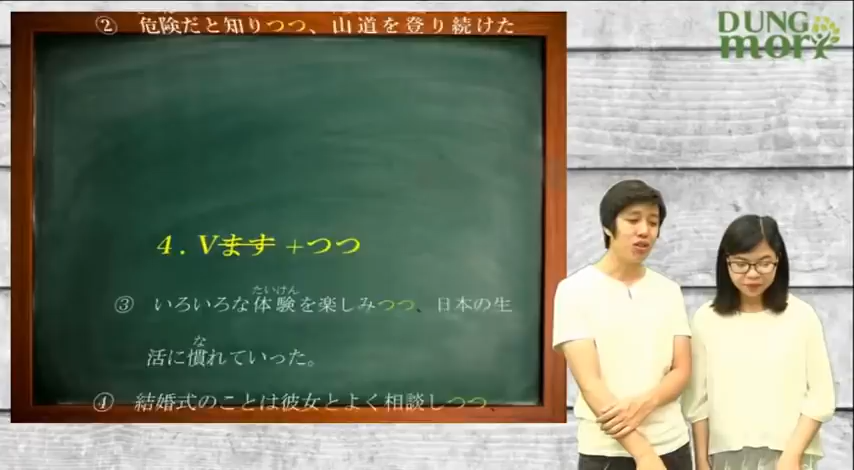 ② 危険だと知りつつ、山道を登り続けた
DUNG
mori
4. Vます +つつ
たいけん
③ いろいろな体験を楽しみつつ、日本の生
な
活に慣れていった。
④ 結婚式のことは彼女とよく相談しつつ、